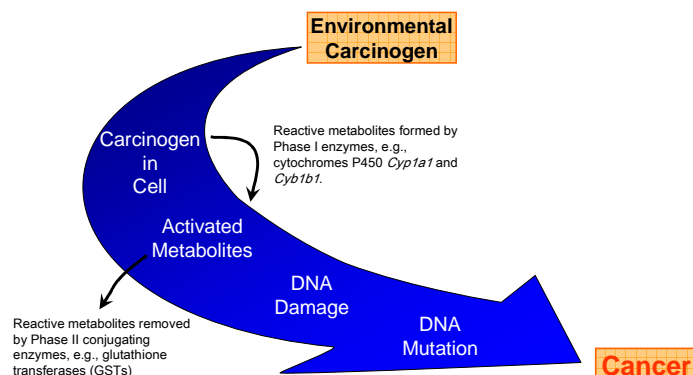 Environmental
Carcinogen
Carcinogen
in
Cell
Reactive metabolites formed by
Phase I enzymes, e.g.,
cytochromes P450 Cyp1a1 and
Cyb1b1.
Activated
Metabolites
DNA
Damage
DNA
Mutation
Reactive metabolites removed
by Phase II conjugating
enzymes, e.g., glutathione
transferases (GSTs)
Cancer